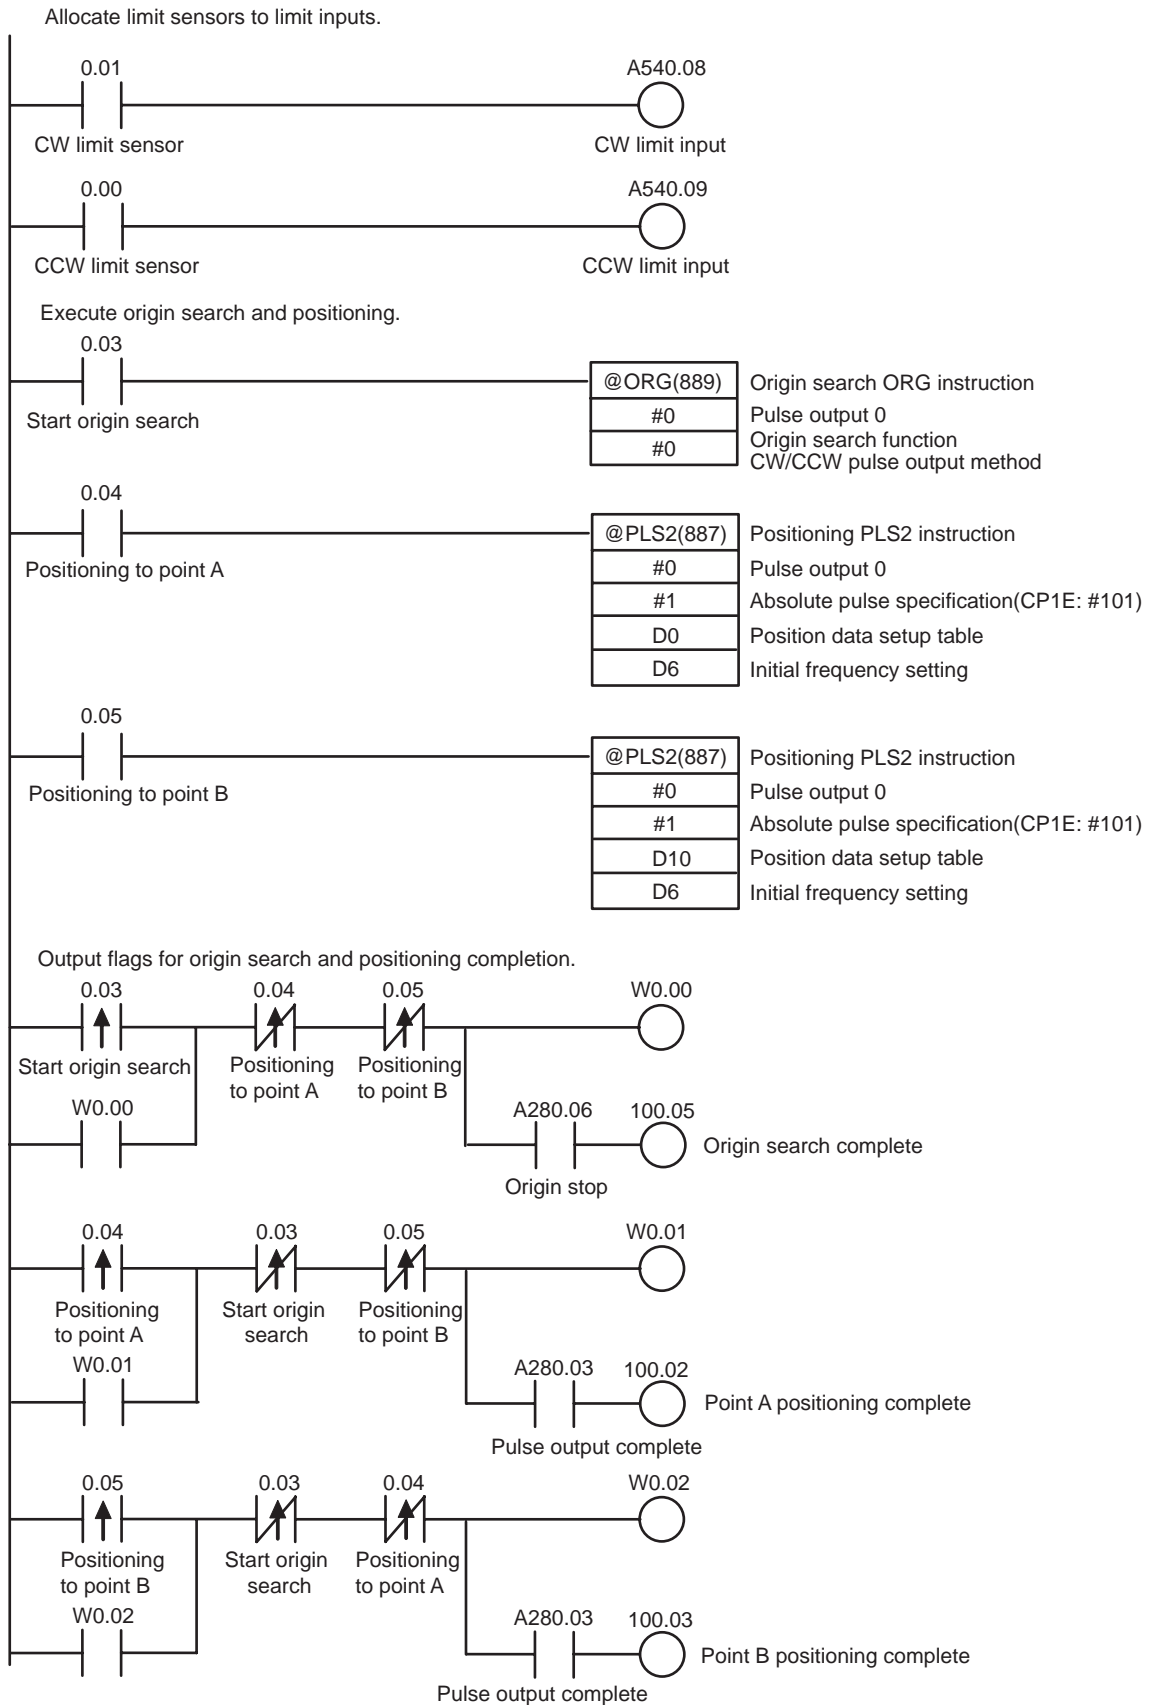 Allocate limit sensors to limit inputs.
0.01 A540.08
CW limit sensor CW limit input
0.00 A540.09
CCW limit sensor CCW limit input
Execute origin search and positioning.
0.03
@ORG(889) Origin search ORG instruction
Start origin search #0 Pulse output 0
#0 Origin search function
CW/CCW pulse output method
0.04
@PLS2(887) Positioning PLS2 instruction
Positioning to point A #0 Pulse output 0
#1 Absolute pulse specification(CP1E: #101)
D0 Position data setup table
D6 Initial frequency setting
0.05
@PLS2(887) Positioning PLS2 instruction
Positioning to point B #0 Pulse output 0
#1 Absolute pulse specification(CP1E: #101)
D10 Position data setup table
D6 Initial frequency setting
Output flags for origin search and positioning completion.
0.03 0.04 0.05 W0.00
Start origin search Positioning Positioning
to point A to point B
W0.00 A280.06 100.05
Origin search complete
Origin stop
0.04 0.03 0.05 W0.01
Positioning Start origin Positioning
to point A search to point B
W0.01 A280.03 100.02
Point A positioning complete
Pulse output complete
0.05 0.03 0.04 W0.02
Positioning Start origin Positioning
to point B search to point A
W0.02 A280.03 100.03
Point B positioning complete
Pulse output complete